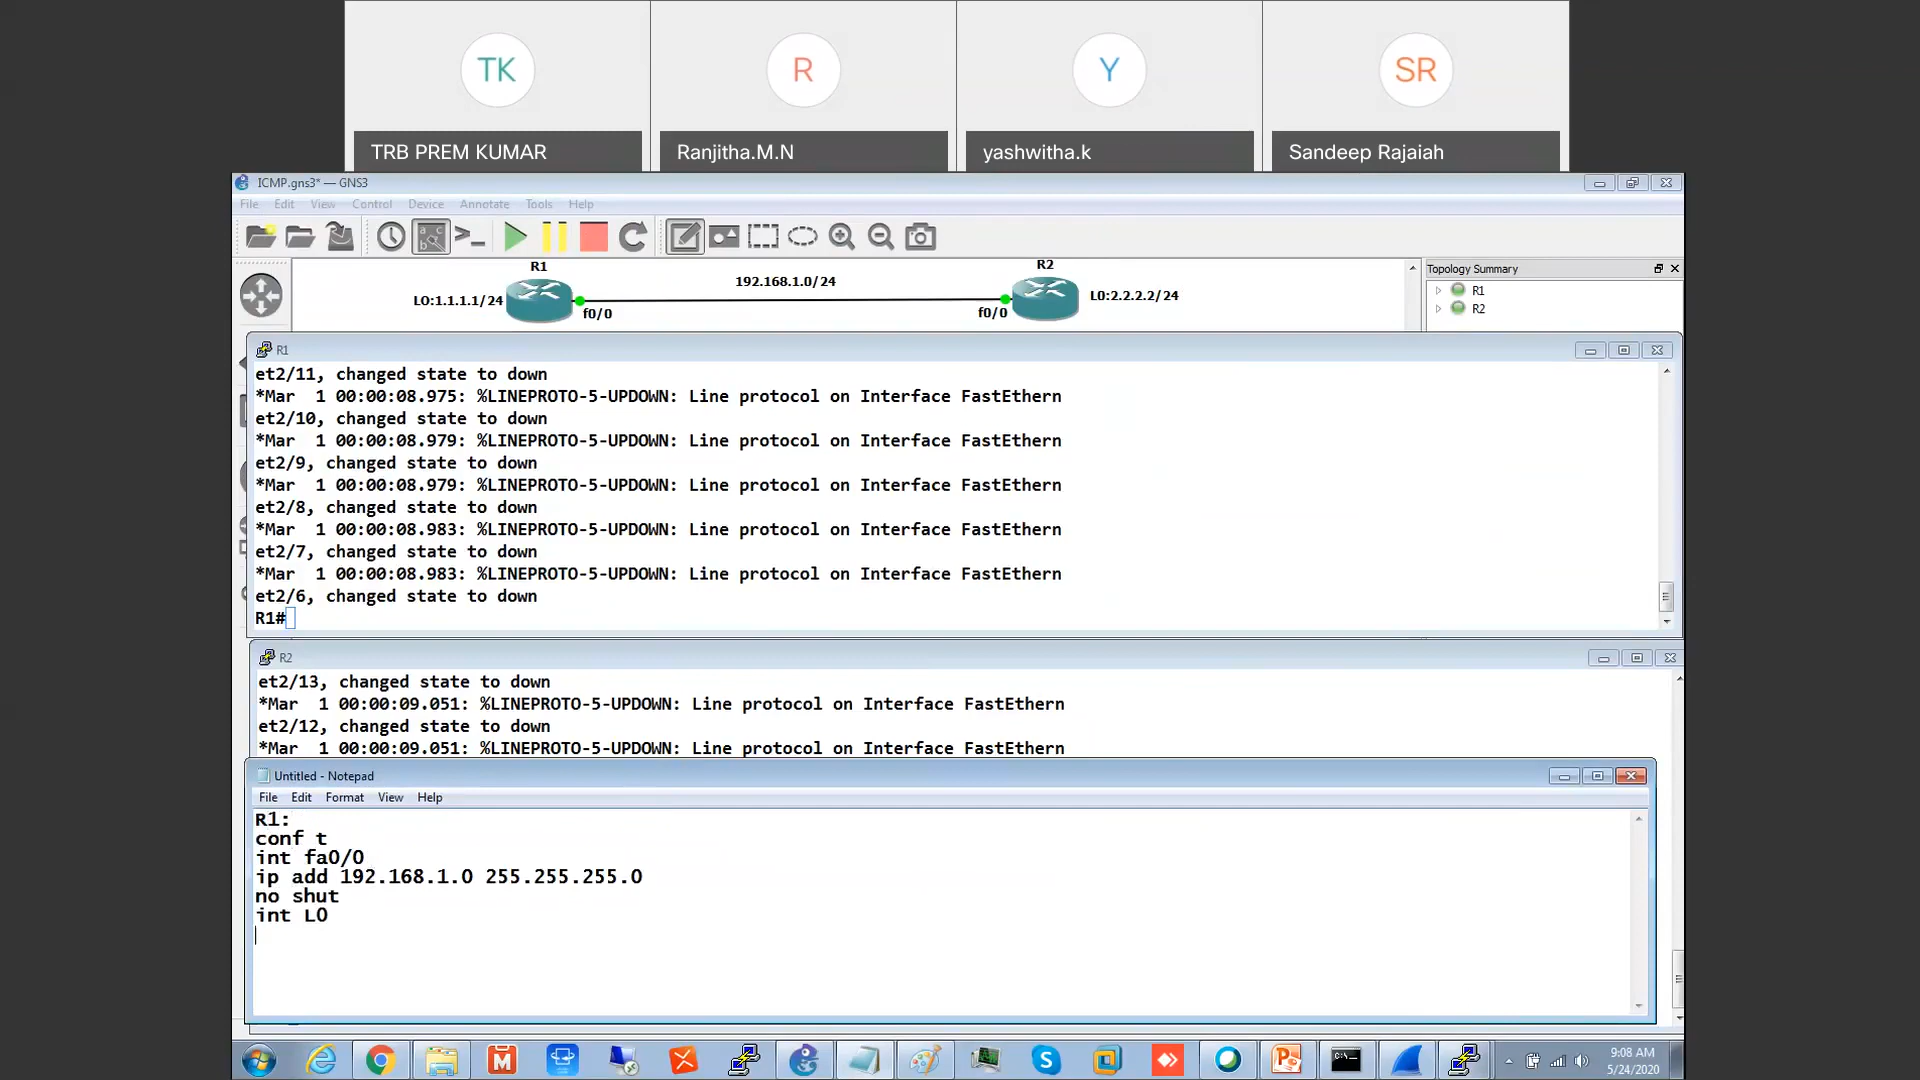 TK
R
Y
SR
TRB PREM KUMAR
Ranjitha.M.N
yashwitha.k
Sandeep Rajaiah
ICMP.gns3* — GNS3
File Edit View Control Device Annotate Tools Help
R1
192.168.1.0/24
R2
L0:1.1.1.1/24
L0:2.2.2.2/24
f0/0
f0/0
Topology Summary
R1
R2
R1
et2/11, changed state to down
*Mar  1 00:00:08.975: %LINEPROTO-5-UPDOWN: Line protocol on Interface FastEthern
et2/10, changed state to down
*Mar  1 00:00:08.979: %LINEPROTO-5-UPDOWN: Line protocol on Interface FastEthern
et2/9, changed state to down
*Mar  1 00:00:08.979: %LINEPROTO-5-UPDOWN: Line protocol on Interface FastEthern
et2/8, changed state to down
*Mar  1 00:00:08.983: %LINEPROTO-5-UPDOWN: Line protocol on Interface FastEthern
et2/7, changed state to down
*Mar  1 00:00:08.983: %LINEPROTO-5-UPDOWN: Line protocol on Interface FastEthern
et2/6, changed state to down
R1#
R2
et2/13, changed state to down
*Mar  1 00:00:09.051: %LINEPROTO-5-UPDOWN: Line protocol on Interface FastEthern
et2/12, changed state to down
*Mar  1 00:00:09.051: %LINEPROTO-5-UPDOWN: Line protocol on Interface FastEthern
Untitled - Notepad
File Edit Format View Help
R1:
conf t
int fa0/0
ip add 192.168.1.0 255.255.255.0
no shut
int L0
9:08 AM
5/24/2020